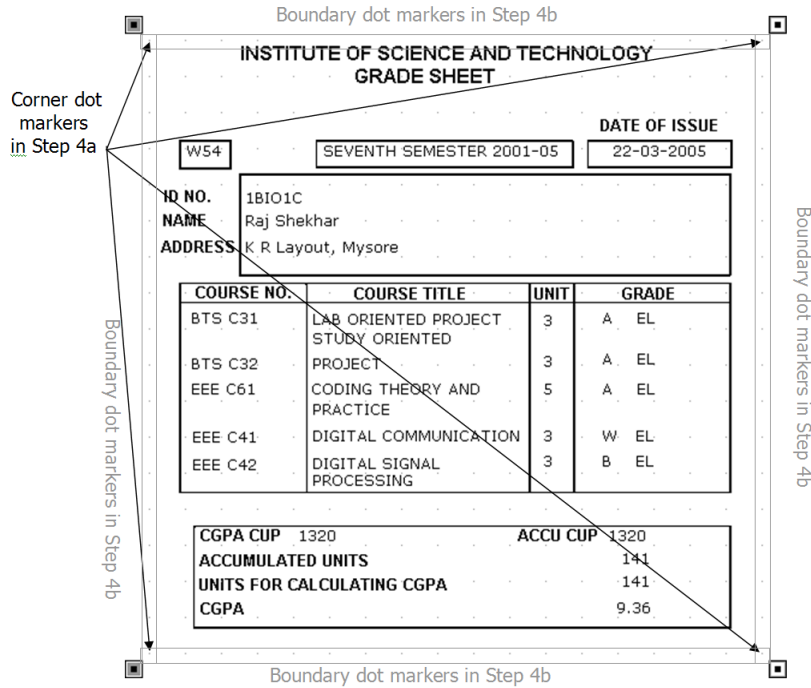 Boundary dot markers in Step 4b
INSTITUTE OF SCIENCE AND TECHNOLOGY
GRADE SHEET
Corner dot
markers
in Step 4a
DATE OF ISSUE
W54 SEVENTH SEMESTER 2001-05 22-03-2005
ID NO. 1BIO1C
NAME Raj Shekhar
ADDRESS K R Layout, Mysore
COURSE NO. COURSE TITLE UNIT GRADE
BTS C31 LAB ORIENTED PROJECT 3 A EL
STUDY ORIENTED
BTS C32 PROJECT 3 A EL
EEE C61 CODING THEORY AND 5 A EL
PRACTICE
EEE C41 DIGITAL COMMUNICATION 3 W EL
EEE C42 DIGITAL SIGNAL 3 B EL
PROCESSING
CGPA CUP 1320 ACCU CUP 1320
ACCUMULATED UNITS 141
UNITS FOR CALCULATING CGPA 141
CGPA 9.36
Boundary dot markers in Step 4b
Boundary dot markers in Step 4b
Boundary dot markers in Step 4b